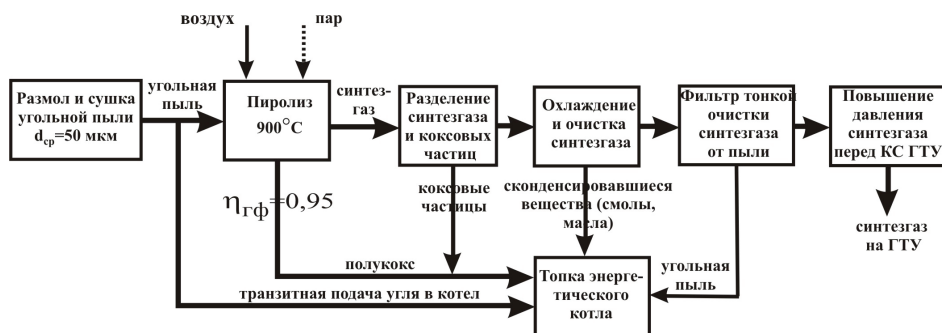 воздух
пар
Размол и сушка
угольной пыли
dср=50 мкм
угольная
пыль
Пиролиз
900°С
синтез-
газ
Разделение
синтезгаза
и коксовых
частиц
Охлаждение
и очистка
синтезгаза
Фильтр тонкой
очистки
синтезгаза
от пыли
Повышение
давления
синтезгаза
перед КС ГТУ
ηгф=0,95
коксовые
частицы
сконденсировавшиеся
вещества (смолы,
масла)
синтезгаз
на ГТУ
полукокс
транзитная подача угля в котел
Топка энерге-
тического
котла
угольная
пыль